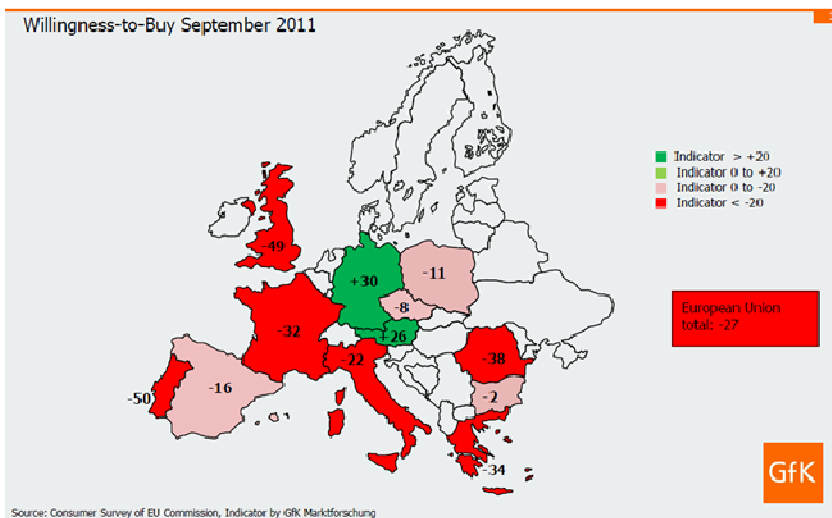 Willingness-to-Buy September 2011
Indicator > +20
Indicator 0 to +20
Indicator 0 to -20
Indicator < -20
-49
+30
-11
-8
-32
+26
-22
-38
European Union
total: -27
-16
-50
-2
-34
GfK
Source: Consumer Survey of EU Commission, Indicator by GfK Marktforschung